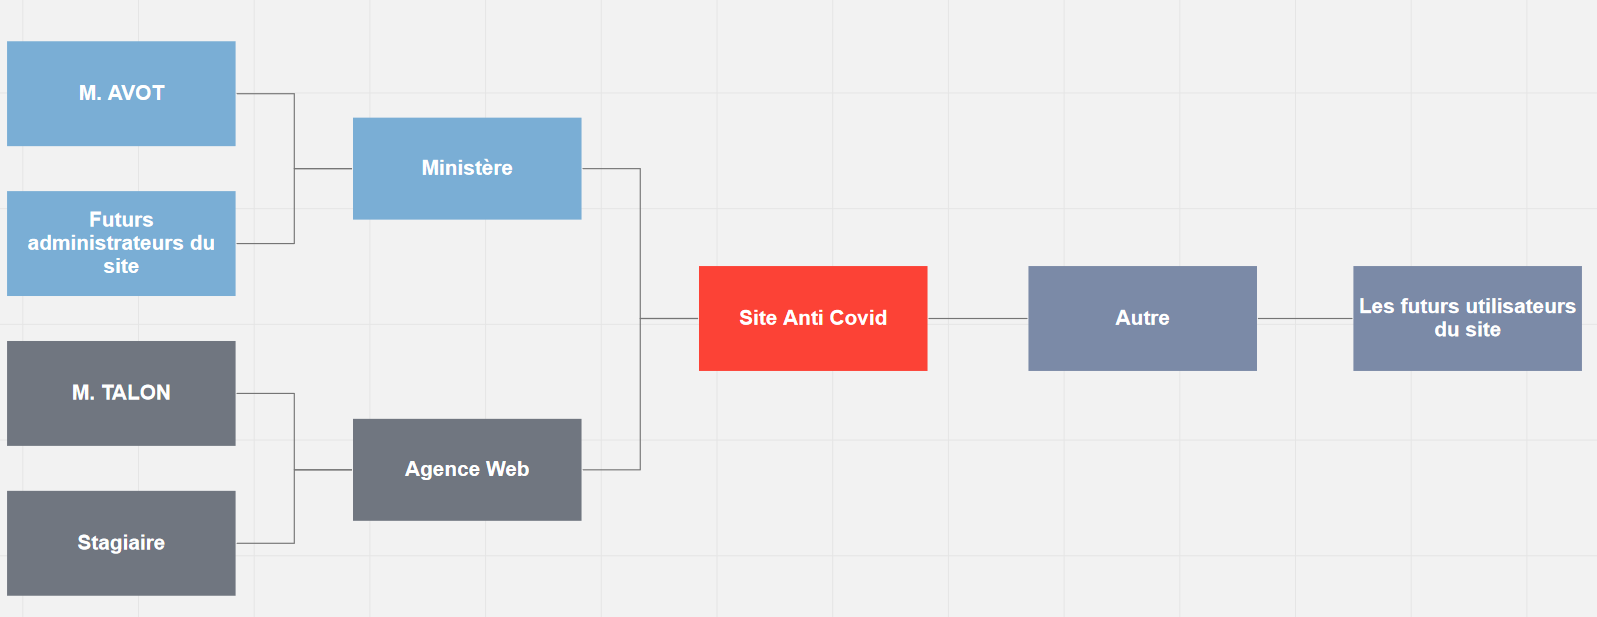 M. AVOT
Ministère
Futurs
administrateurs du
site
Site Anti Covid
Autre
Les futurs utilisateurs
du site
M. TALON
Agence Web
Stagiaire